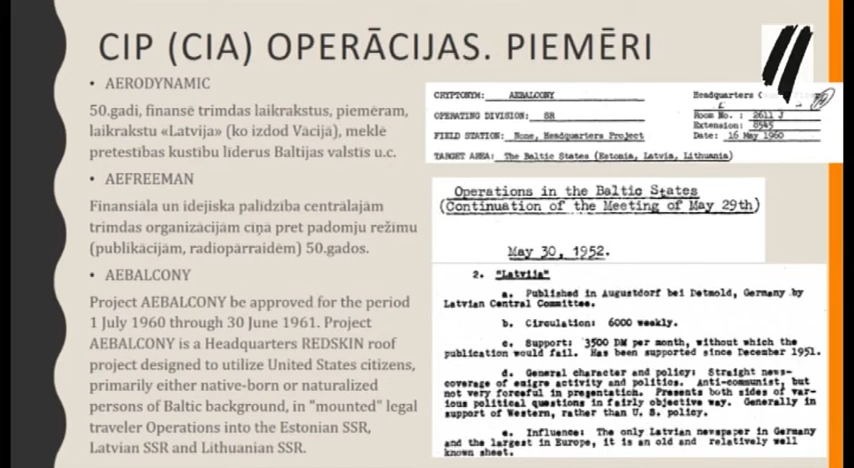 CIP (CIA) OPERĀCIJAS. PIEMĒRI
• AERODYNAMIC
50.gadi, finansē trimdas laikrakstus, piemēram,
laikrakstu «Latvija» (ko izdod Vācijā), meklē
pretestības kustību līderus Baltijas valstīs u.c.
• AEFREEMAN
Finansiāla un idejiska palīdzība centrālajām
trimdas organizācijām cīņā pret padomju režīmu
(publikācijām, radiopārraidēm) 50.gados.
• AEBALCONY
Project AEBALCONY be approved for the period
1 July 1960 through 30 June 1961. Project
AEBALCONY is a Headquarters REDSKIN roof
project designed to utilize United States citizens,
primarily either native-born or naturalized
persons of Baltic background, in "mounted" legal
traveler Operations into the Estonian SSR,
Latvian SSR and Lithuanian SSR.
CRYPTONYM: AEBALCONY
OPERATING DIVISION: SR
FIELD STATION: None, Headquarters Project
TARGET AREA: The Baltic States (Estonia, Latvia, Lithuania)
Headquarters
Room No. : 2611 J
Extension: 8545
Date: 16 May 1960
Operations in the Baltic States
(Continuation of the Meeting of May 29th)
May 30, 1952.
2. "Latvija"
a. Published in Augustdorf bei Detmold, Germany by
Latvian Central Committee.
b. Circulation: 6000 weekly.
c. Support: 3500 DM per month, without which the
publication would fail. Has been supported since December 1951.
d. General character and policy: Straight news-
coverage of emigre activity and politics. Anti-communist, but
not very forceful in presentation. Presents both sides of var-
ious political questions in fairly objective way. Generally in
support of Western, rather than U. S. policy.
e. Influence: The only Latvian newspaper in Germany
and the largest in Europe, it is an old and relatively well
known sheet.